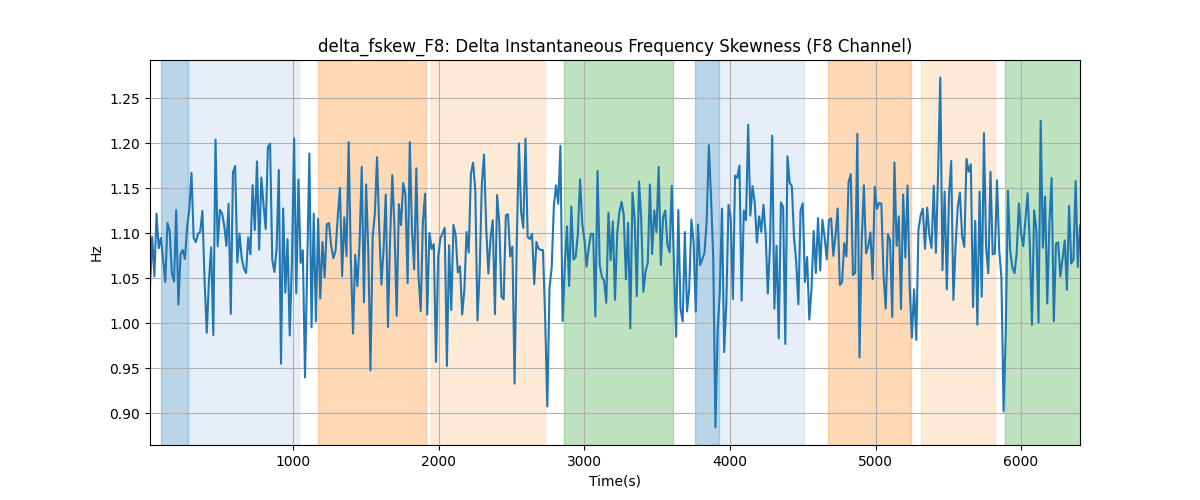 delta_fskew_F8: Delta Instantaneous Frequency Skewness (F8 Channel)
1.25
1.20
1.15
1.10
1.05
1.00
0.95
0.90
Hz
1000 2000 3000 4000 5000 6000
Time(s)